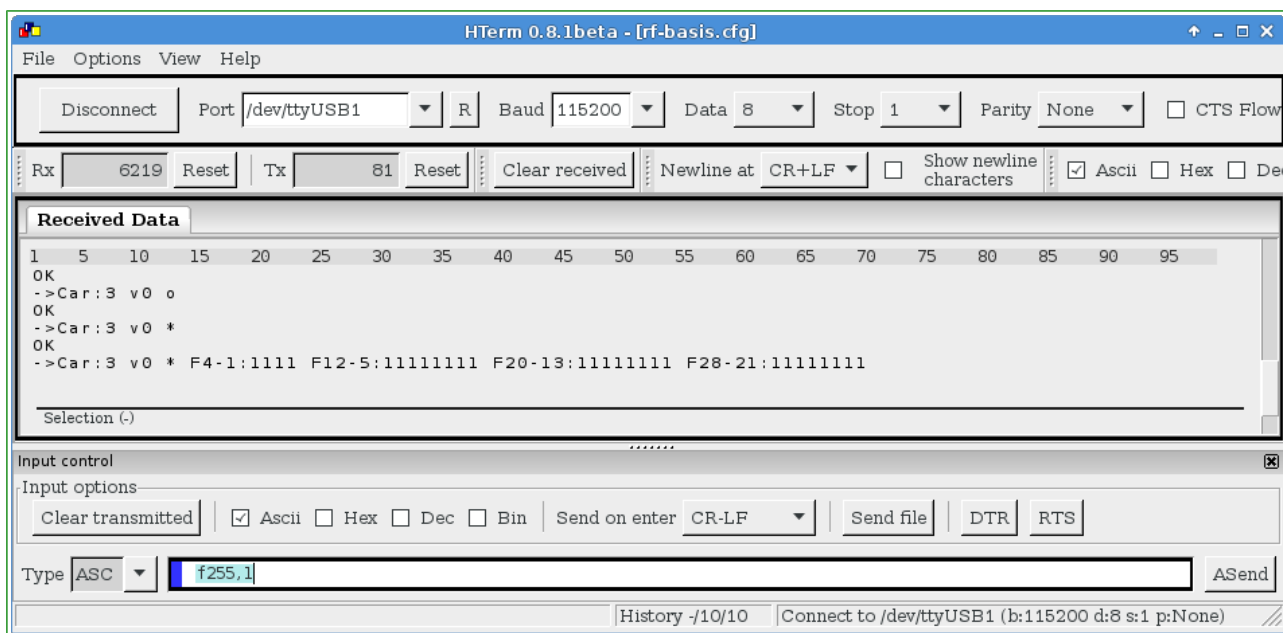 HTerm 0.8.1beta - [rf-basis.cfg]
File Options View Help
Disconnect Port /dev/ttyUSB1 R Baud 115200 Data 8 Stop 1 Parity None CTS Flow
Rx 6219 Reset Tx 81 Reset Clear received Newline at CR+LF Show newline characters Ascii Hex Dec
Received Data
1 5 10 15 20 25 30 35 40 45 50 55 60 65 70 75 80 85 90 95
OK
->Car:3 v0 o
OK
->Car:3 v0 *
OK
->Car:3 v0 * F4-1:1111 F12-5:11111111 F20-13:11111111 F28-21:11111111
Selection (-)
Input control
Input options
Clear transmitted Ascii Hex Dec Bin Send on enter CR-LF Send file DTR RTS
Type ASC f255,1 ASend
History -/10/10 Connect to /dev/ttyUSB1 (b:115200 d:8 s:1 p:None)